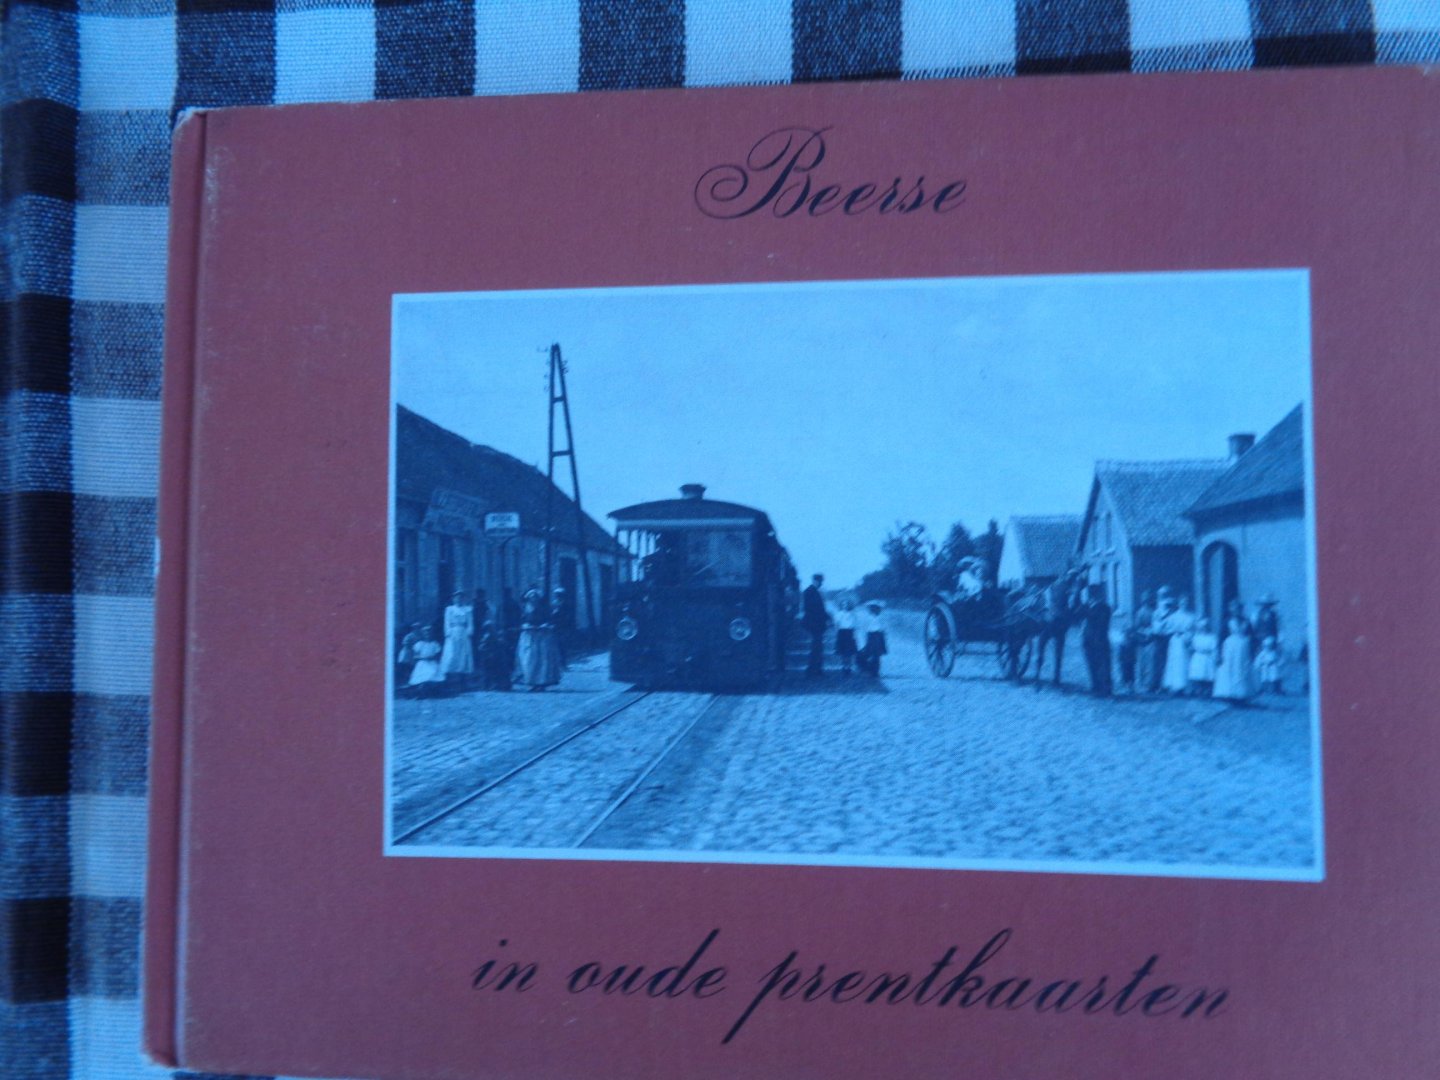 Beerse
in oude prentkaarten